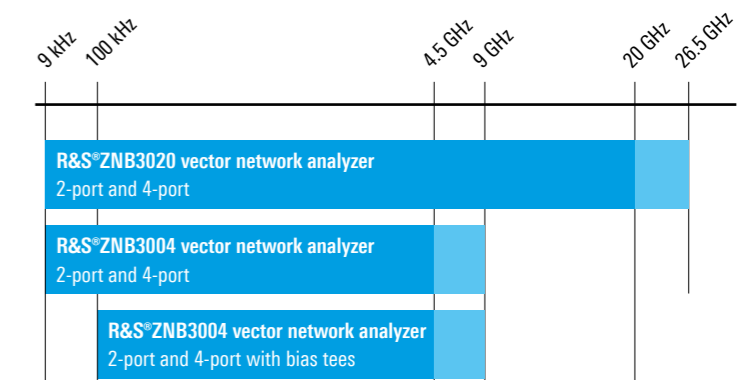 9 kHz
100 kHz
4.5 GHz
9 GHz
20 GHz
26.5 GHz
R&S®ZNB3020 vector network analyzer
2-port and 4-port
R&S®ZNB3004 vector network analyzer
2-port and 4-port
R&S®ZNB3004 vector network analyzer
2-port and 4-port with bias tees